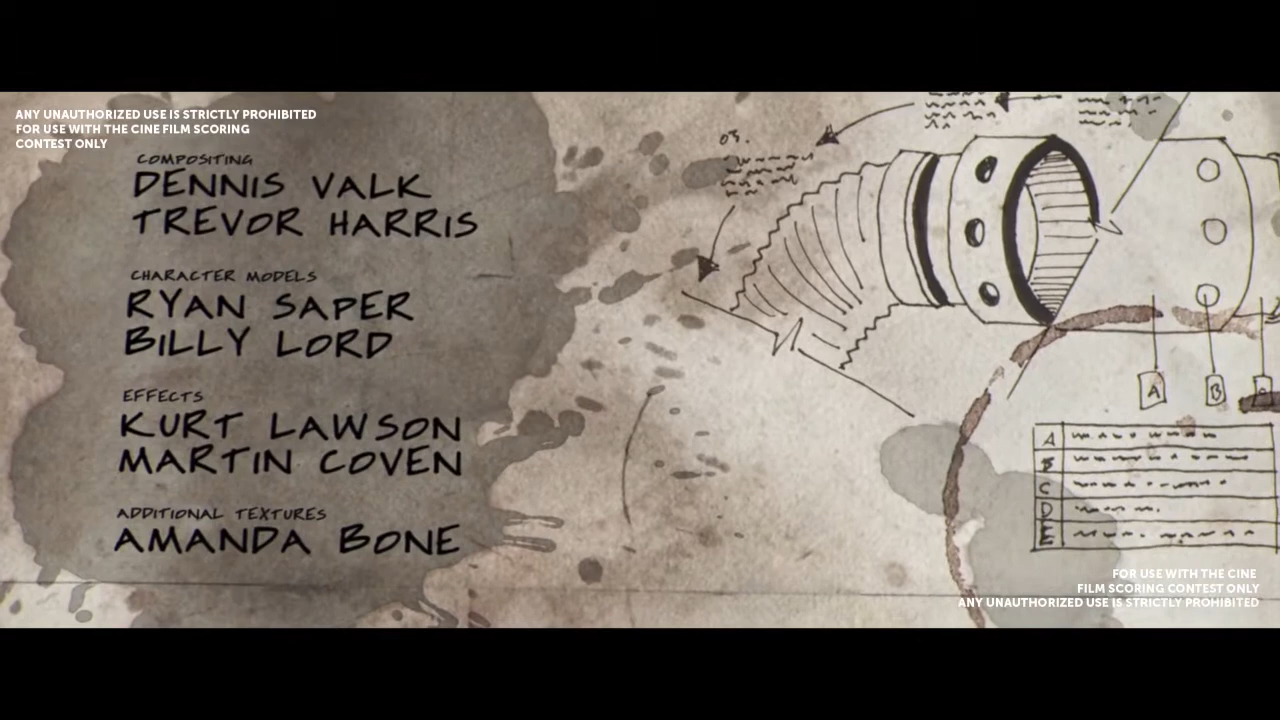 ANY UNAUTHORIZED USE IS STRICTLY PROHIBITED
FOR USE WITH THE CINE FILM SCORING
CONTEST ONLY
COMPOSITING
DENNIS VALK
TREVOR HARRIS
CHARACTER MODELS
RYAN SAPER
BILLY LORD
EFFECTS
KURT LAWSON
MARTIN COVEN
ADDITIONAL TEXTURES
AMANDA BONE
03.
A
B
A
B
C
D
E
FOR USE WITH THE CINE
FILM SCORING CONTEST ONLY
ANY UNAUTHORIZED USE IS STRICTLY PROHIBITED